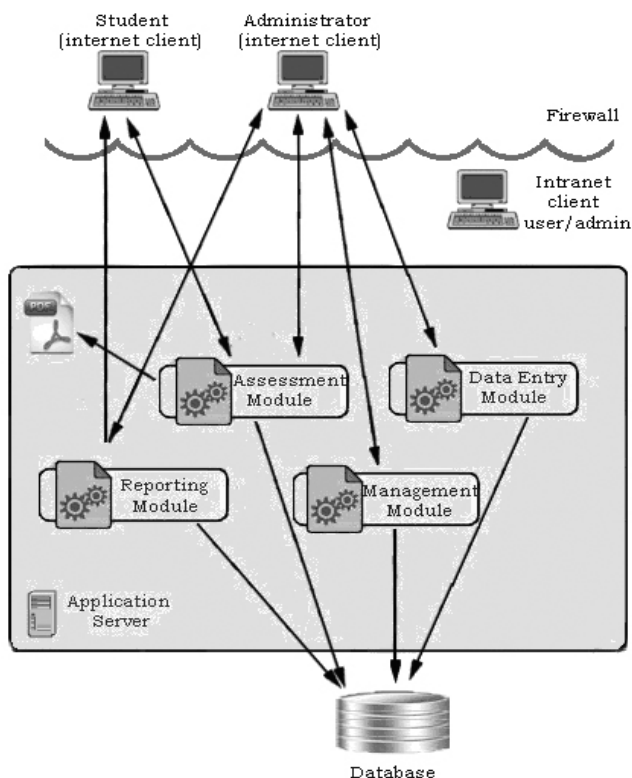 Student
(internet client)
Administrator
(internet client)
Firewall
Intranet
client
user/admin
PDF
Assessment
Module
Data Entry
Module
Reporting
Module
Management
Module
Application
Server
Database